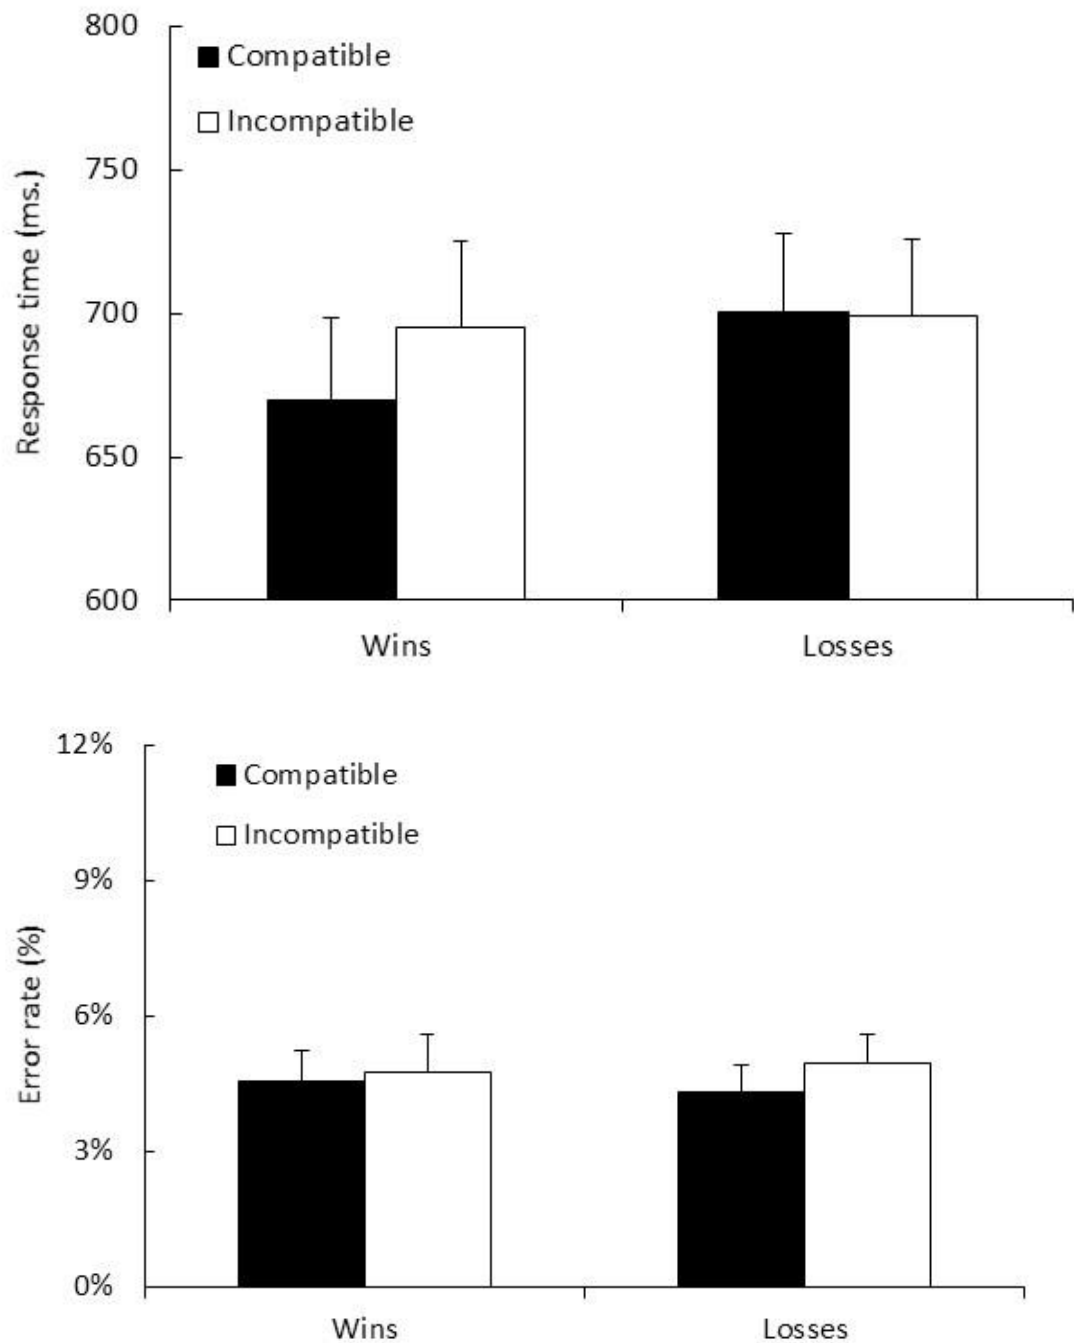 800
Compatible
Incompatible
750
700
650
600
Response time (ms.)
Wins Losses
12%
Compatible
Incompatible
9%
6%
3%
0%
Error rate (%)
Wins Losses